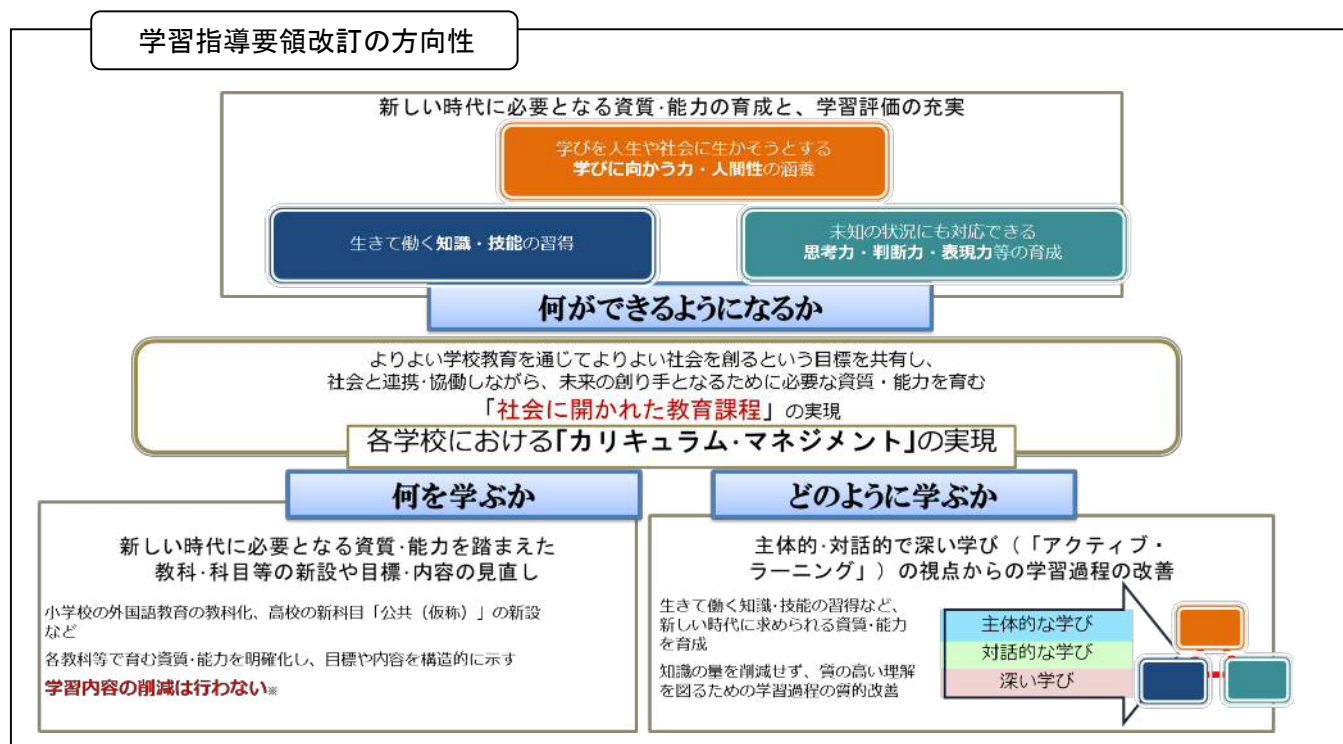 学習指導要領改訂の方向性
新しい時代に必要となる資質･能力の育成と、学習評価の充実
学びを人生や社会に生かそうとする
学びに向かう力・人間性の涵養
生きて働く知識・技能の習得
未知の状況にも対応できる
思考力・判断力・表現力等の育成
何ができるようになるか
よりよい学校教育を通じてよりよい社会を創るという目標を共有し、
社会と連携･協働しながら、未来の創り手となるために必要な資質・能力を育む
「社会に開かれた教育課程」の実現
各学校における｢カリキュラム･マネジメント｣の実現
何を学ぶか
新しい時代に必要となる資質･能力を踏まえた
教科･科目等の新設や目標･内容の見直し
小学校の外国語教育の教科化、高校の新科目「公共（仮称）」の新設
など
各教科等で育む資質･能力を明確化し、目標や内容を構造的に示す
学習内容の削減は行わない※
どのように学ぶか
主体的･対話的で深い学び（「アクティブ・
ラーニング」）の視点からの学習過程の改善
生きて働く知識･技能の習得など、
新しい時代に求められる資質･能力
を育成
知識の量を削減せず、質の高い理解
を図るための学習過程の質的改善
主体的な学び
対話的な学び
深い学び